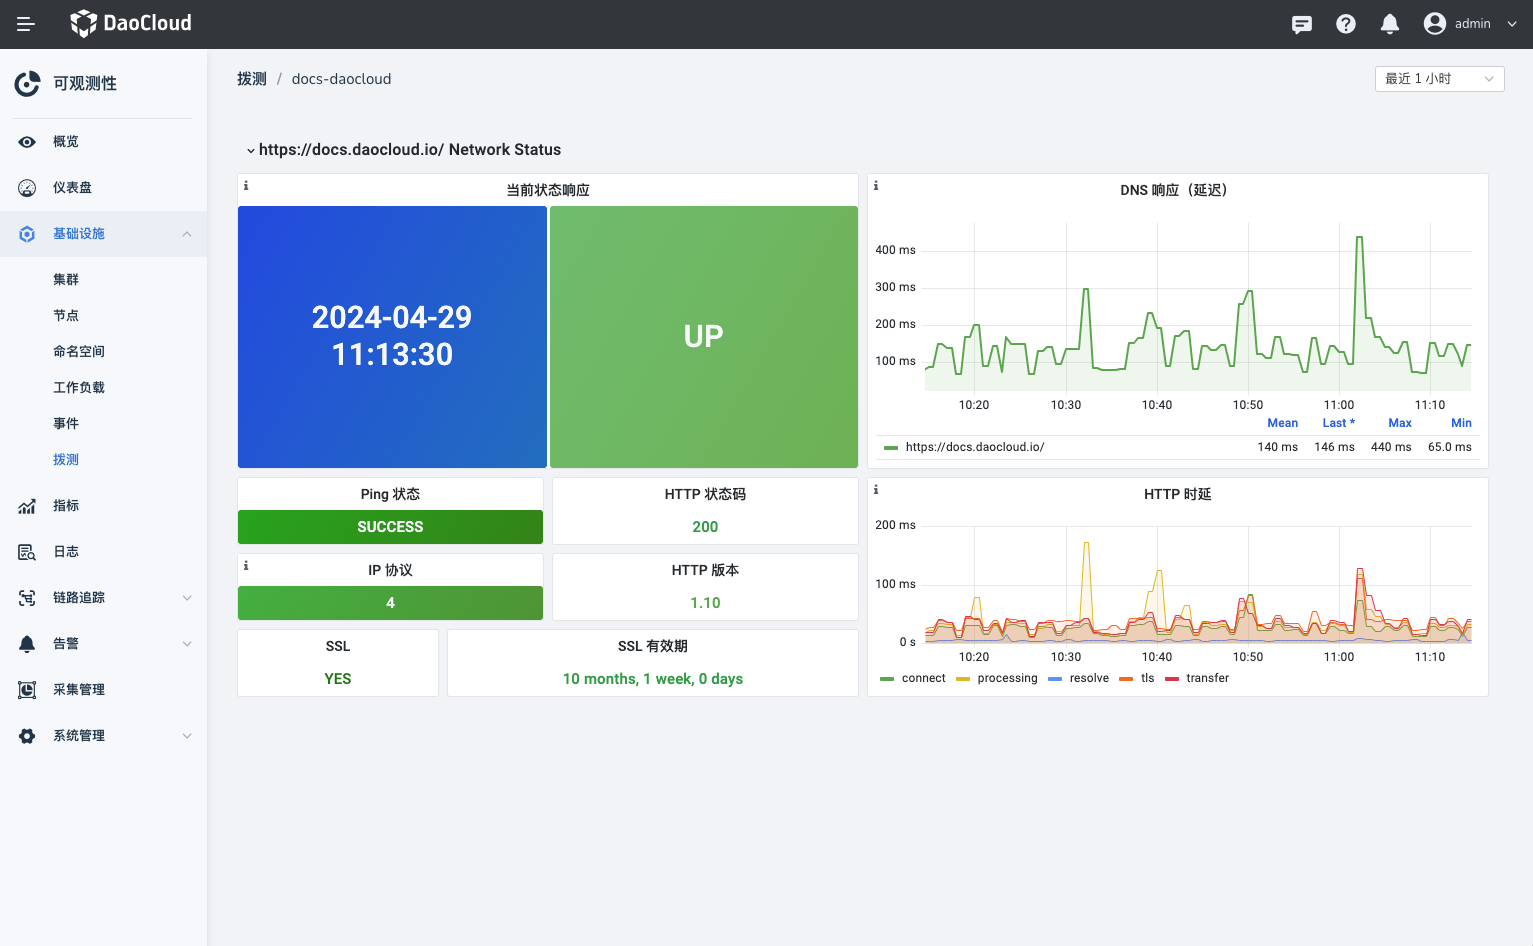 DaoCloud
admin
可观测性
概览
仪表盘
基础设施
集群
节点
命名空间
工作负载
事件
拨测
指标
日志
链路追踪
告警
采集管理
系统管理
拨测 / docs-daocloud
最近 1 小时
https://docs.daocloud.io/ Network Status
当前状态响应
2024-04-29
11:13:30
UP
Ping 状态
SUCCESS
HTTP 状态码
200
IP 协议
4
HTTP 版本
1.10
SSL
YES
SSL 有效期
10 months, 1 week, 0 days
DNS 响应（延迟）
400 ms
300 ms
200 ms
100 ms
10:20 10:30 10:40 10:50 11:00 11:10
Mean Last * Max Min
https://docs.daocloud.io/ 140 ms 146 ms 440 ms 65.0 ms
HTTP 时延
200 ms
100 ms
0 s
10:20 10:30 10:40 10:50 11:00 11:10
connect processing resolve tls transfer